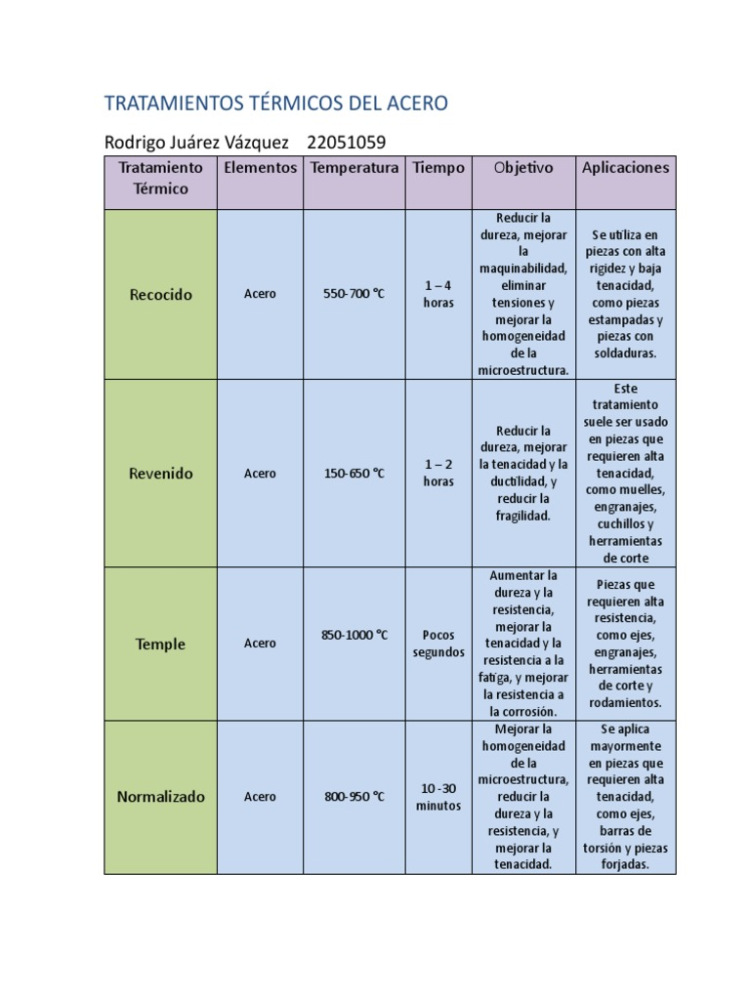 TRATAMIENTOS TÉRMICOS DEL ACERO
Rodrigo Juárez Vázquez 22051059
Tratamiento
Térmico
Elementos
Temperatura
Tiempo
Objetivo
Aplicaciones
Recocido
Acero
550-700 °C
1 – 4
horas
Reducir la
dureza, mejorar
la
maquinabilidad,
eliminar
tensiones y
mejorar la
homogeneidad
de la
microestructura.
Se utiliza en
piezas con alta
rigidez y baja
tenacidad,
como piezas
estampadas y
piezas con
soldaduras.
Revenido
Acero
150-650 °C
1 – 2
horas
Reducir la
dureza, mejorar
la tenacidad y la
ductilidad, y
reducir la
fragilidad.
Este
tratamiento
suele ser usado
en piezas que
requieren alta
tenacidad,
como muelles,
engranajes,
cuchillos y
herramientas
de corte
Temple
Acero
850-1000 °C
Pocos
segundos
Aumentar la
dureza y la
resistencia,
mejorar la
tenacidad y la
resistencia a la
fatiga, y mejorar
la resistencia a
la corrosión.
Piezas que
requieren alta
resistencia,
como ejes,
engranajes,
herramientas
de corte y
rodamientos.
Normalizado
Acero
800-950 °C
10 -30
minutos
Mejorar la
homogeneidad
de la
microestructura,
reducir la
dureza y la
resistencia, y
mejorar la
tenacidad.
Se aplica
mayormente
en piezas que
requieren alta
tenacidad,
como ejes,
barras de
torsión y piezas
forjadas.